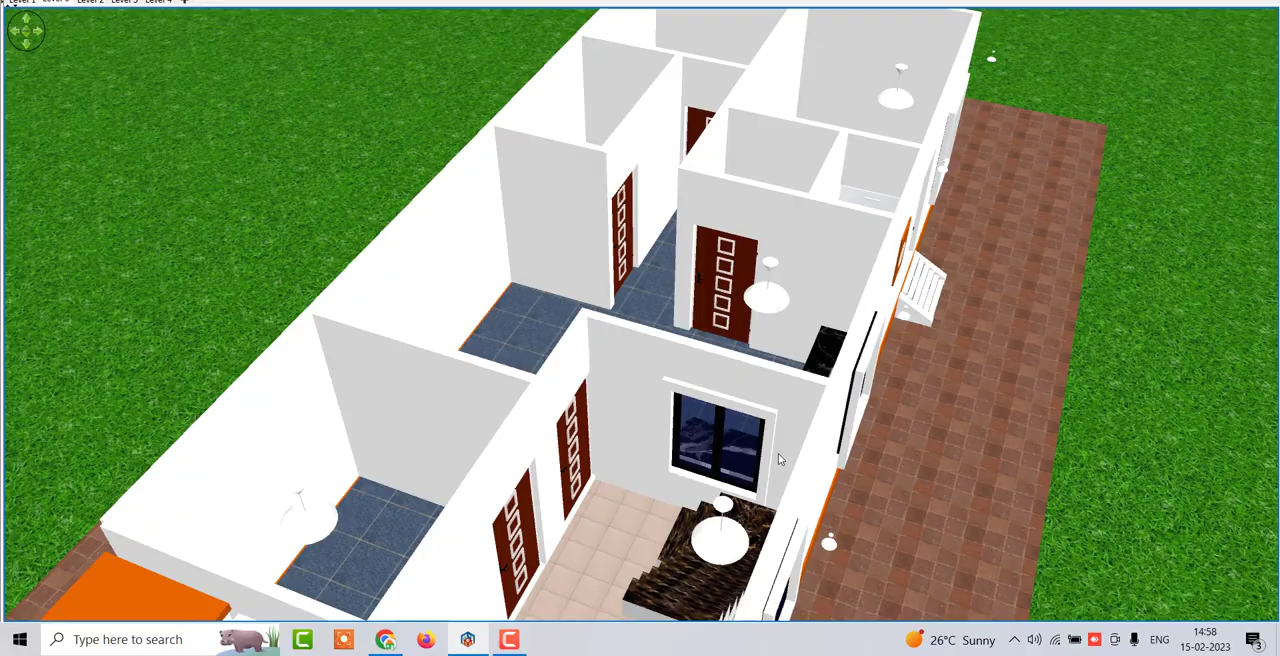 Level 1
Level 2
Level 3
Level 4
Type here to search
26°C Sunny
ENG
14:58
15-02-2023
3